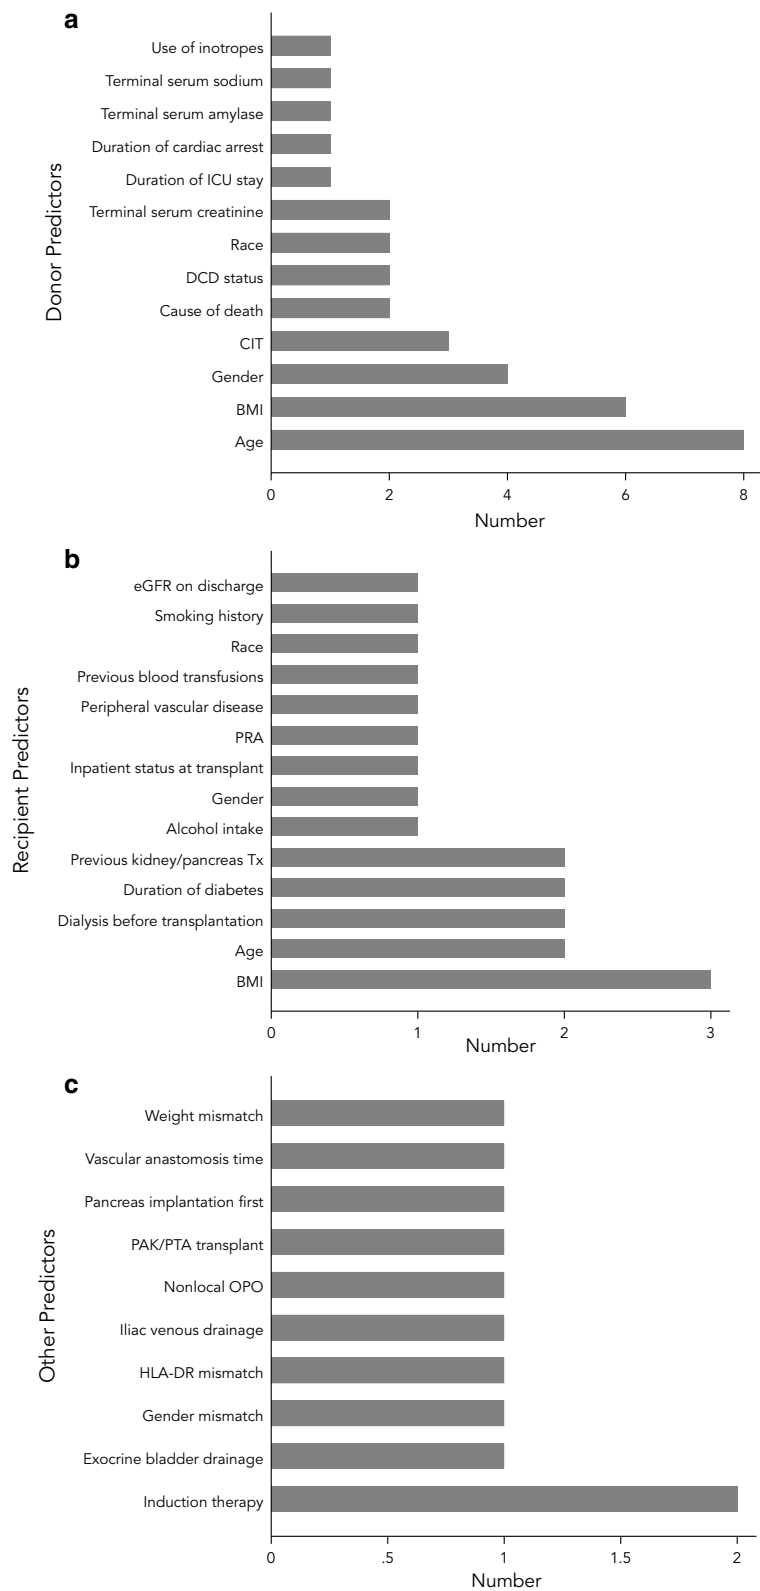 a
Donor Predictors
Use of inotropes
Terminal serum sodium
Terminal serum amylase
Duration of cardiac arrest
Duration of ICU stay
Terminal serum creatinine
Race
DCD status
Cause of death
CIT
Gender
BMI
Age
0 2 4 6 8
Number
b
Recipient Predictors
eGFR on discharge
Smoking history
Race
Previous blood transfusions
Peripheral vascular disease
PRA
Inpatient status at transplant
Gender
Alcohol intake
Previous kidney/pancreas Tx
Duration of diabetes
Dialysis before transplantation
Age
BMI
0 1 2 3
Number
c
Other Predictors
Weight mismatch
Vascular anastomosis time
Pancreas implantation first
PAK/PTA transplant
Nonlocal OPO
Iliac venous drainage
HLA-DR mismatch
Gender mismatch
Exocrine bladder drainage
Induction therapy
0 .5 1 1.5 2
Number